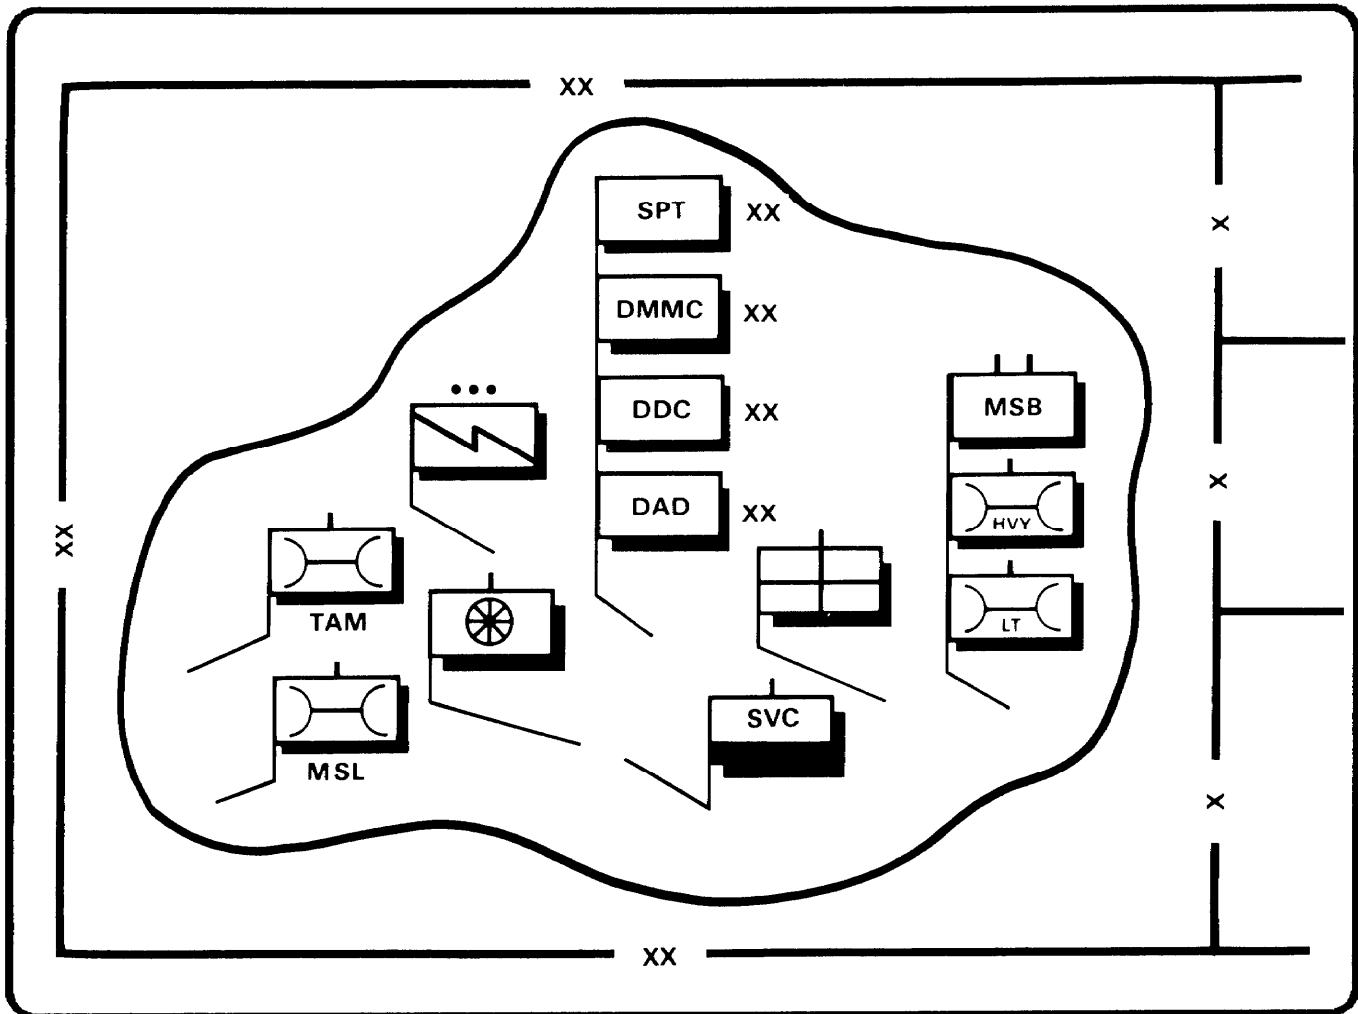 XX
SPT XX
X
DMMC XX
DDC XX
MSB
DAD XX
X
HVY
XX
TAM
LT
SVC
MSL
X
XX